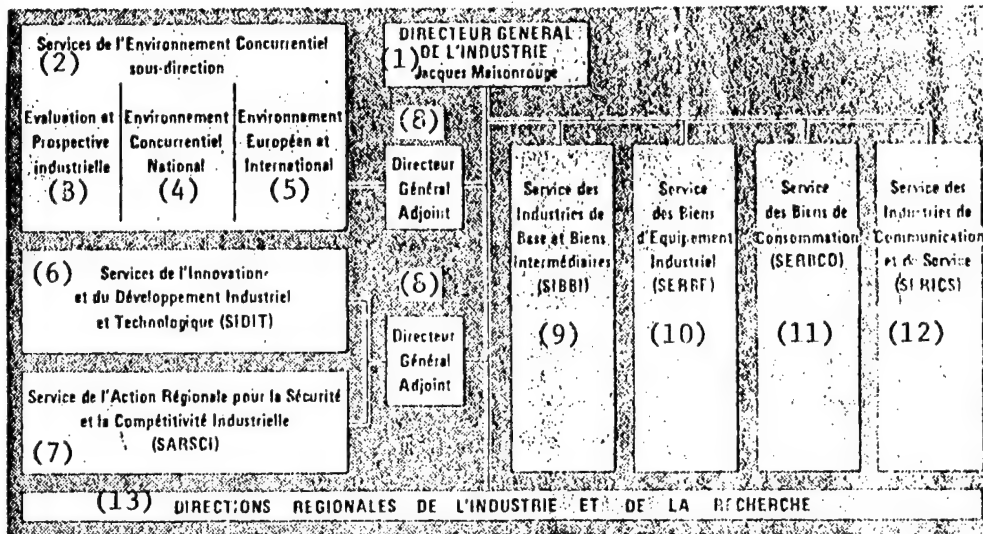 Services de l'Environnement Concurrentiel
(2)
sous-direction
Evaluation et
Prospective
industrielle
(3)
Environnement
Concurrentiel
National
(4)
Environnement
Européen et
International
(5)
DIRECTEUR GENERAL
DE L'INDUSTRIE
(1) Jacques Maisonrouge
(8)
Directeur
Général
Adjoint
(6)
Services de l'Innovation
et du Développement Industriel
et Technologique (SIDIT)
(8)
Directeur
Général
Adjoint
Service de l'Action Régionale pour la Sécurité
et la Compétitivité Industrielle
(SARSCI)
(7)
Service des
Industries de
Base et Biens
Intermédiaires
(SIBBI)
(9)
Service
des Biens
d'Equipement
Industriel
(10)
Service
des Biens de
Consommation
(11)
Service des
Industries de
Communication
et de Service
(SERICS)
(12)
(13) DIRECTIONS REGIONALES DE L'INDUSTRIE ET DE LA RECHERCHE